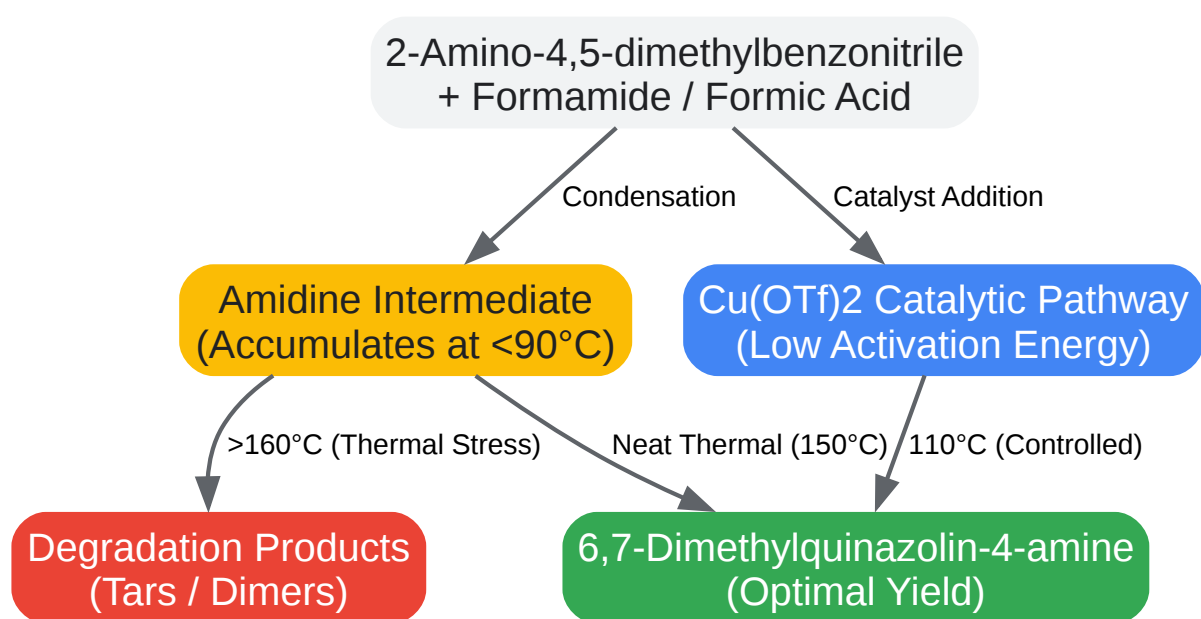 2-Amino-4,5-dimethylbenzonitrile
+ Formamide / Formic Acid
Condensation
Catalyst Addition
Amidine Intermediate
(Accumulates at <90°C)
Cu(OTf)2 Catalytic Pathway
(Low Activation Energy)
>160°C (Thermal Stress)
Neat Thermal (150°C)
110°C (Controlled)
Degradation Products
(Tars / Dimers)
6,7-Dimethylquinazolin-4-amine
(Optimal Yield)